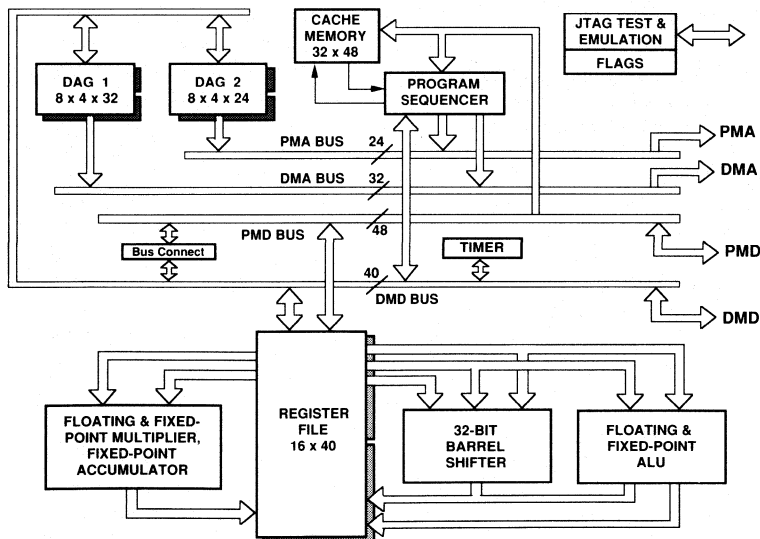 CACHE
MEMORY
32 x 48
JTAG TEST &
EMULATION
FLAGS
DAG 1
8 x 4 x 32
DAG 2
8 x 4 x 24
PROGRAM
SEQUENCER
PMA BUS
24
PMA
DMA BUS
32
DMA
PMD BUS
48
PMD
Bus Connect
TIMER
40
DMD BUS
DMD
FLOATING & FIXED-
POINT MULTIPLIER,
FIXED-POINT
ACCUMULATOR
REGISTER
FILE
16 x 40
32-BIT
BARREL
SHIFTER
FLOATING &
FIXED-POINT
ALU